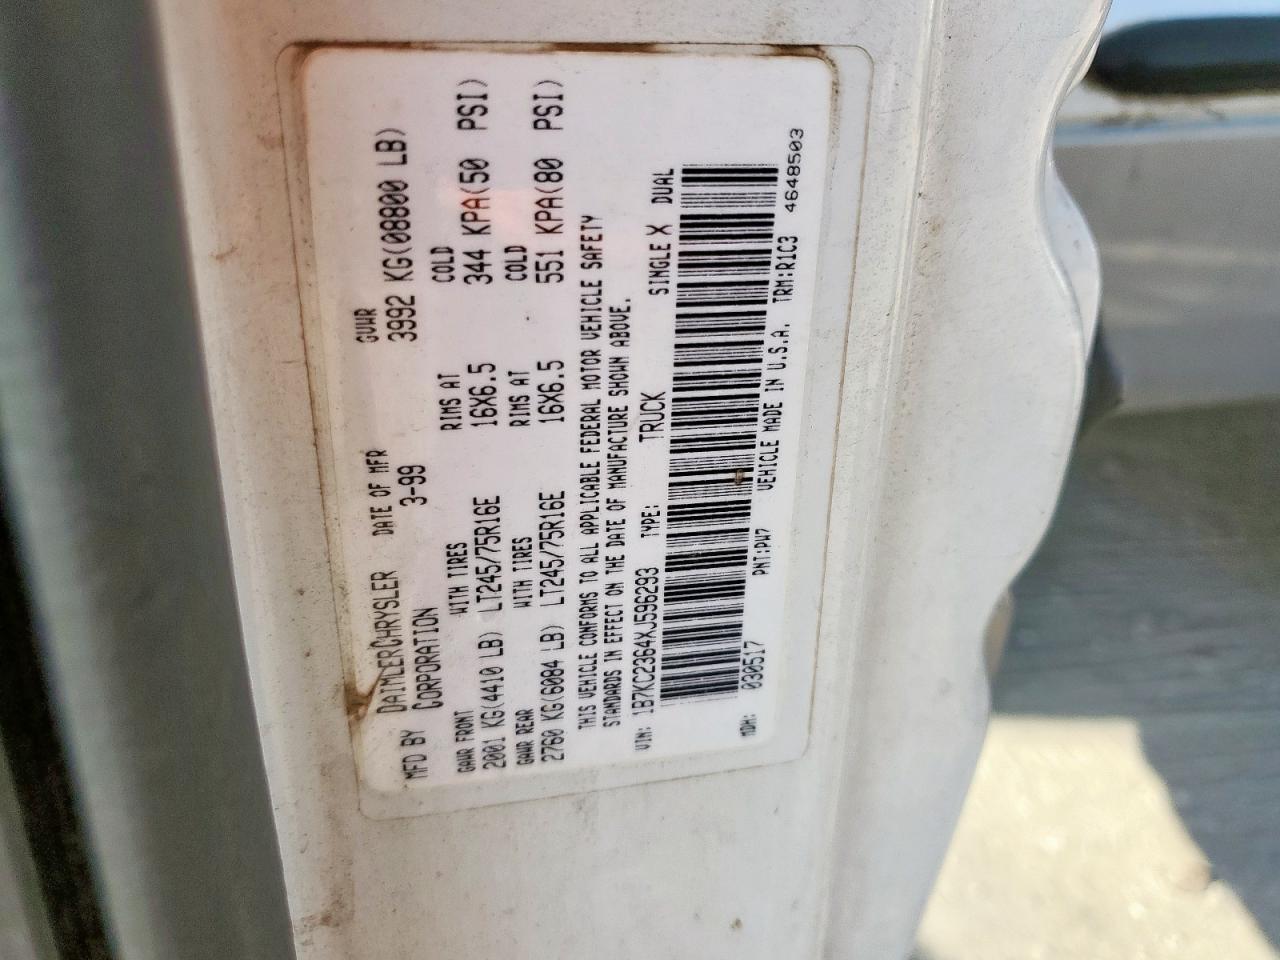 MFD BY DAIMLERCHRYSLER DATE OF MFR GVWR
CORPORATION 3-99 3992 KG(08800 LB)
GAWR FRONT WITH TIRES RIMS AT COLD
2001 KG(4410 LB) LT245/75R16E 16X6.5 344 KPA(50 PSI)
GAWR REAR WITH TIRES RIMS AT COLD
2760 KG(6084 LB) LT245/75R16E 16X6.5 551 KPA(80 PSI)
THIS VEHICLE CONFORMS TO ALL APPLICABLE FEDERAL MOTOR VEHICLE SAFETY
STANDARDS IN EFFECT ON THE DATE OF MANUFACTURE SHOWN ABOVE.
VIN: 1B7KC2364XJ596293 TYPE: TRUCK SINGLE X DUAL
MDH: 030517 PNT:PW7 VEHICLE MADE IN U.S.A. TRM:R1C3 4648503